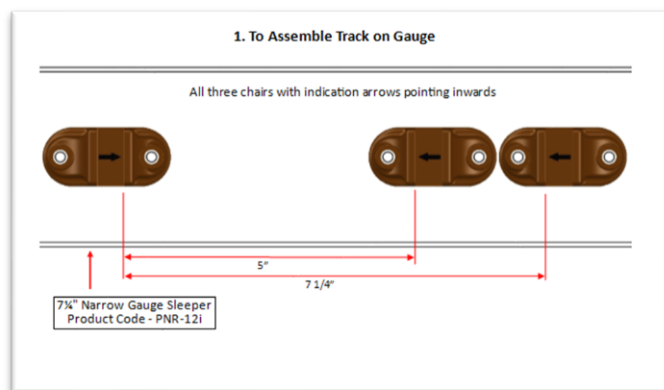 1. To Assemble Track on Gauge
All three chairs with indication arrows pointing inwards
5"
7 1/4"
7¼" Narrow Gauge Sleeper
Product Code - PNR-12i